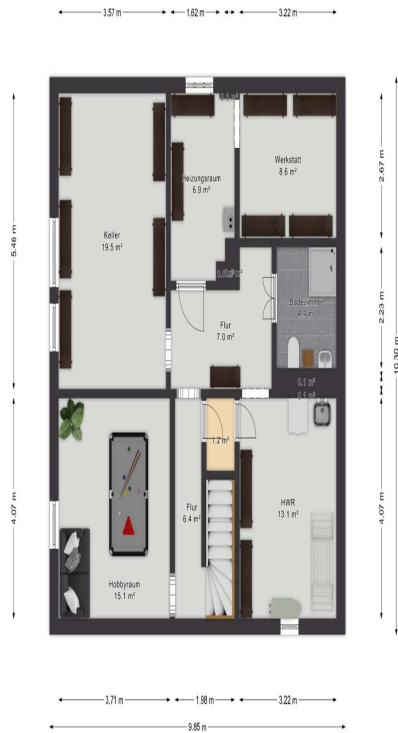 3.57 m
1.62 m
3.22 m
Keller
19.5 m²
Heizungsraum
6.9 m²
Werkstatt
8.6 m²
Badezimmer
4.4 m²
Flur
7.0 m²
1.2 m²
Flur
6.4 m²
HWR
13.1 m²
Hobbyraum
15.1 m²
5.46 m
4.07 m
2.67 m
2.23 m
4.07 m
10.30 m
3.71 m
1.98 m
3.22 m
9.85 m